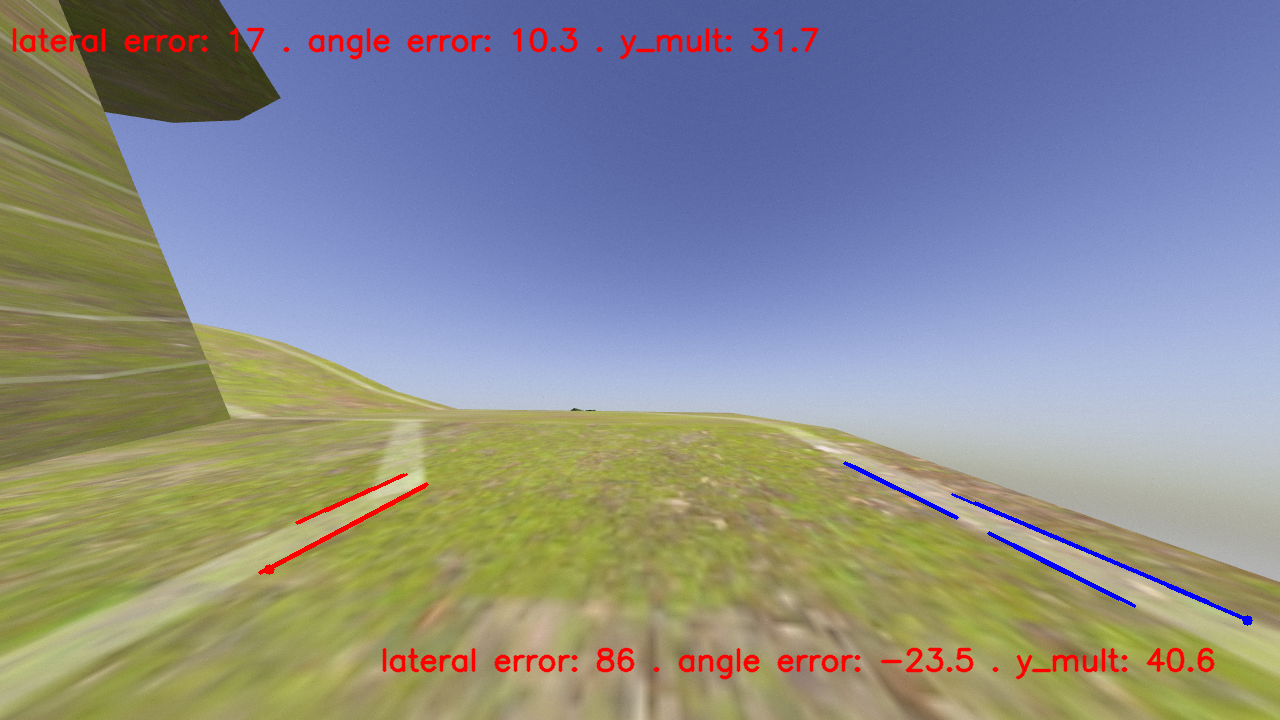 lateral error: 17 . angle error: 10.3 . y_mult: 31.7
lateral error: 86 . angle error: −23.5 . y_mult: 40.6